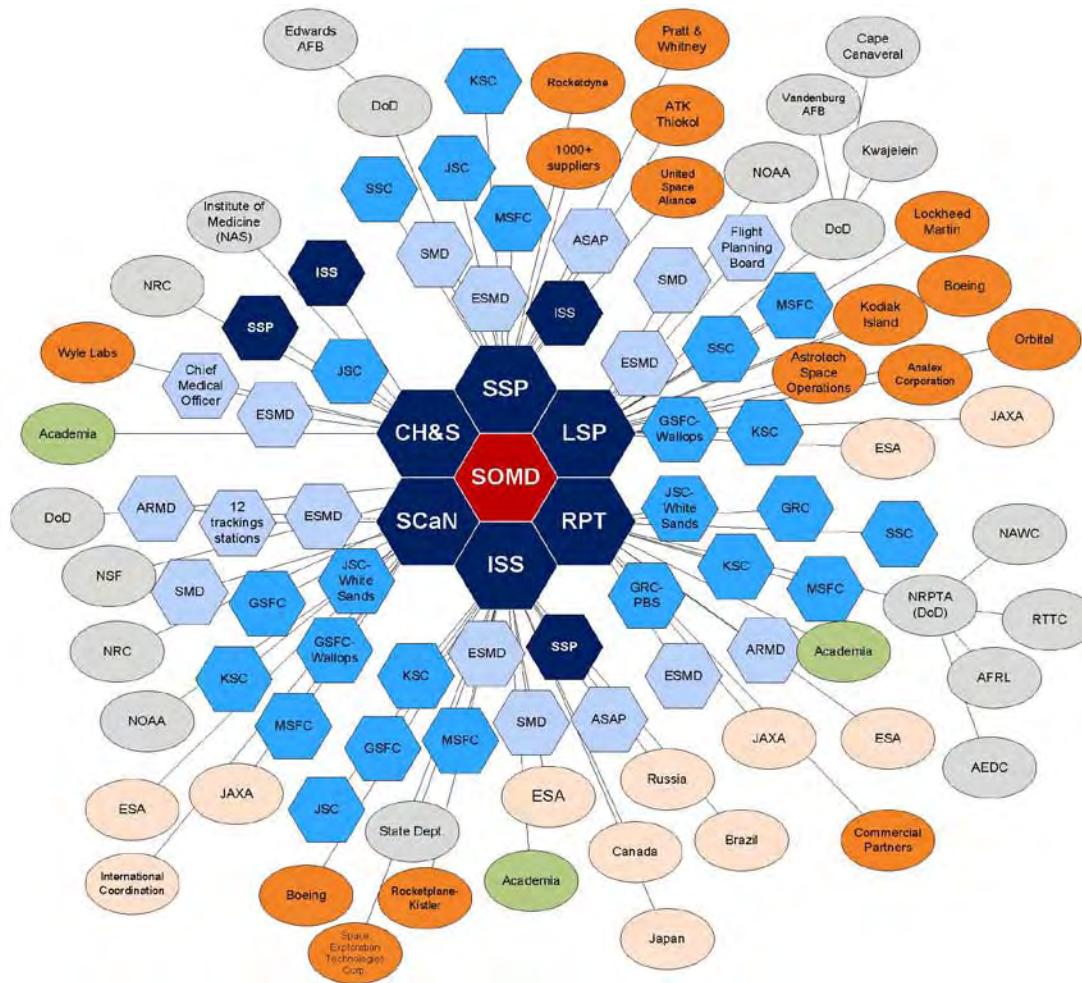 Edwards
AFB
DoD
KSC
Rocketdyne
Pratt &
Whitney
ATK
Thiokol
1000+
suppliers
United
Space
Aliance
Cape
Canaveral
Vandenburg
AFB
Kwajelein
NOAA
DoD
SSC
JSC
MSFC
SMD
ESMD
ASAP
ISS
Institute of
Medicine
(NAS)
NRC
ISS
SSP
JSC
Wyle Labs
Chief
Medical
Officer
ESMD
Academia
SMD
Flight
Planning
Board
ESMD
SSC
MSFC
Lockheed
Martin
Kodiak
Island
Boeing
Orbital
Astrotech
Space
Operations
Analex
Corporation
GSFC-
Wallops
KSC
ESA
JAXA
SSP
CH&S
LSP
SOMD
SCaN
RPT
ISS
DoD
ARMD
12
trackings
stations
ESMD
NSF
SMD
GSFC
JSC-
White
Sands
NRC
GSFC-
Wallops
KSC
NOAA
MSFC
ESA
JAXA
International
Coordination
JSC-
White
Sands
GRC
SSC
NAWC
KSC
MSFC
NRPTA
(DoD)
RTTC
GRC-
PBS
ARMD
Academia
AFRL
ESMD
JAXA
ESA
AEDC
Commercial
Partners
KSC
ESMD
SSP
GSFC
MSFC
SMD
ASAP
JSC
State Dept.
ESA
Russia
Brazil
Canada
Boeing
Rocketplane-
Kistler
Academia
Space
Exploration
Technologies
Corp.
Japan